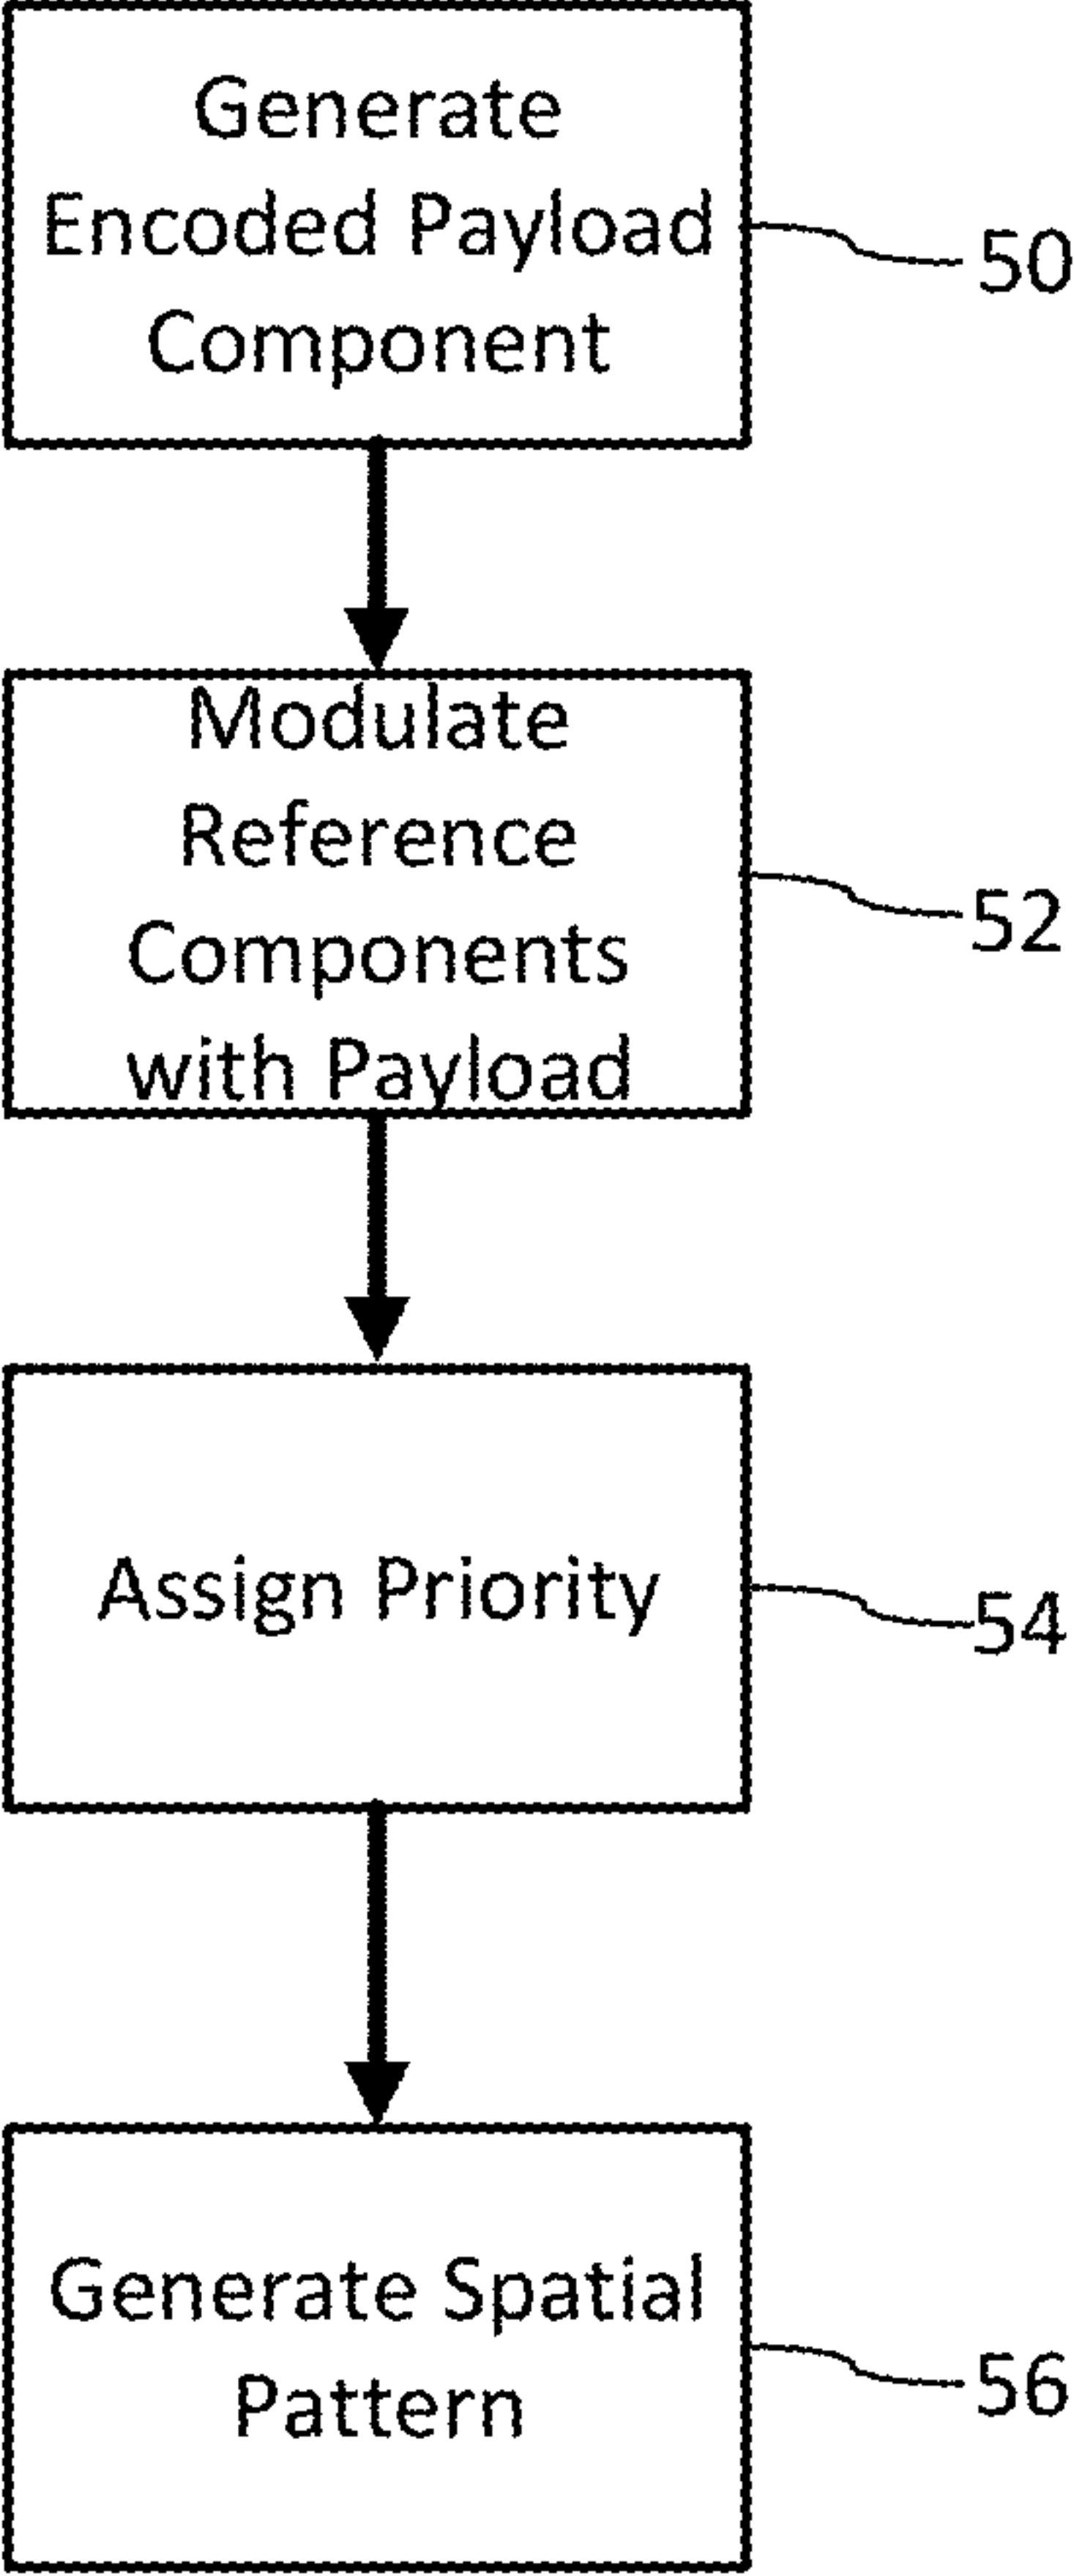 Generate
Encoded Payload
Component
50
Modulate
Reference
Components
with Payload
52
Assign Priority
54
Generate Spatial
Pattern
56